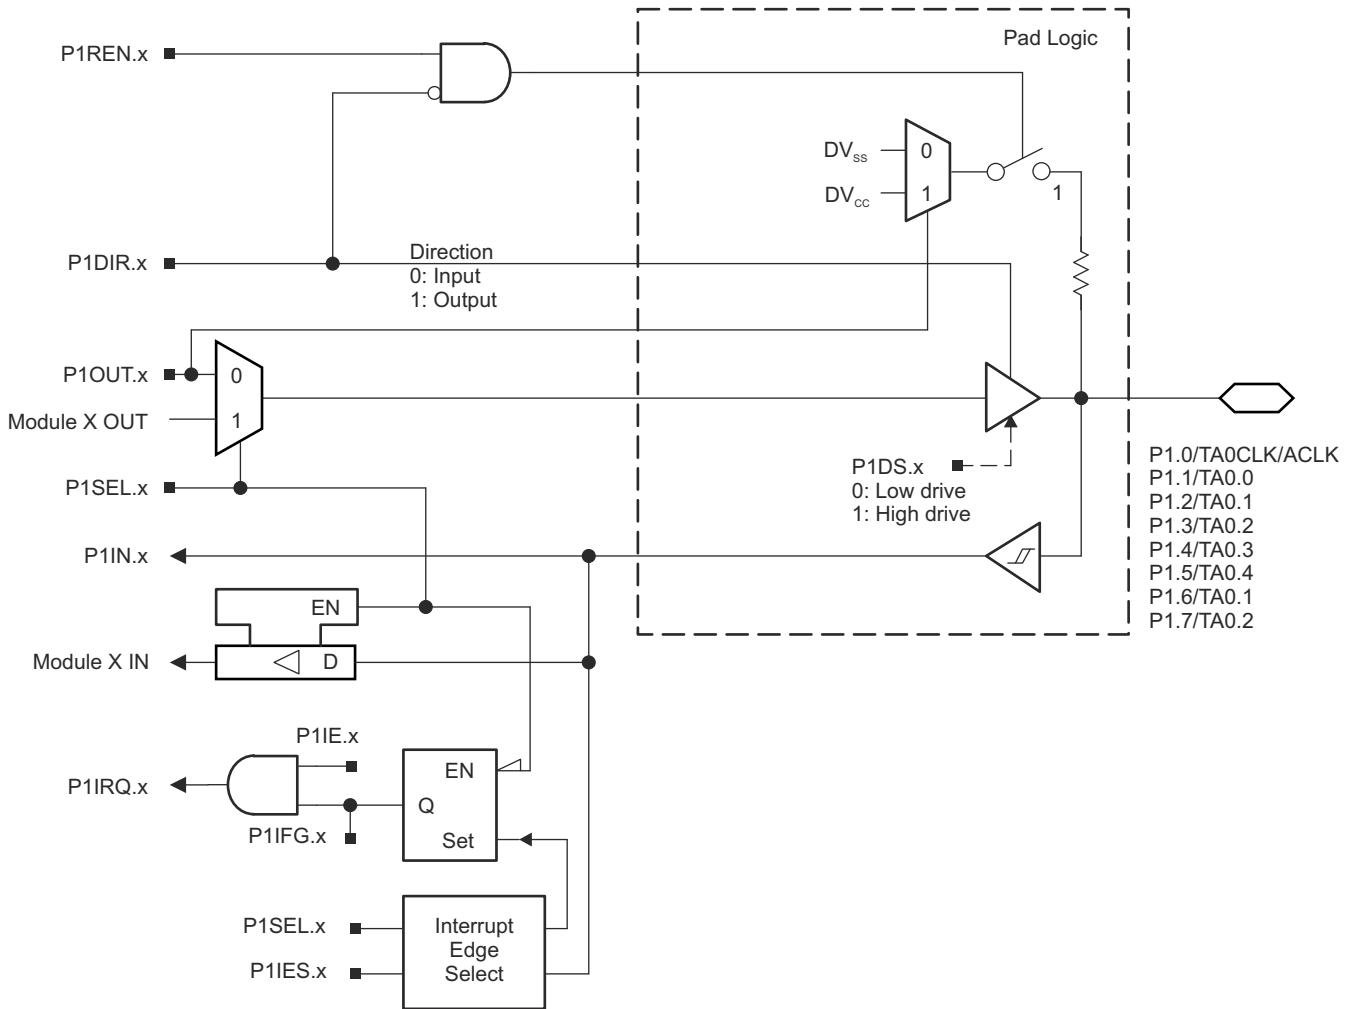 Pad Logic
P1REN.x
DVss
0
DVcc
1
1
P1DIR.x
Direction
0: Input
1: Output
P1OUT.x
0
Module X OUT
1
P1DS.x
0: Low drive
1: High drive
P1SEL.x
P1.0/TA0CLK/ACLK
P1.1/TA0.0
P1.2/TA0.1
P1.3/TA0.2
P1.4/TA0.3
P1.5/TA0.4
P1.6/TA0.1
P1.7/TA0.2
P1IN.x
EN
Module X IN
D
P1IE.x
P1IRQ.x
EN
Q
P1IFG.x
Set
P1SEL.x
P1IES.x
Interrupt
Edge
Select